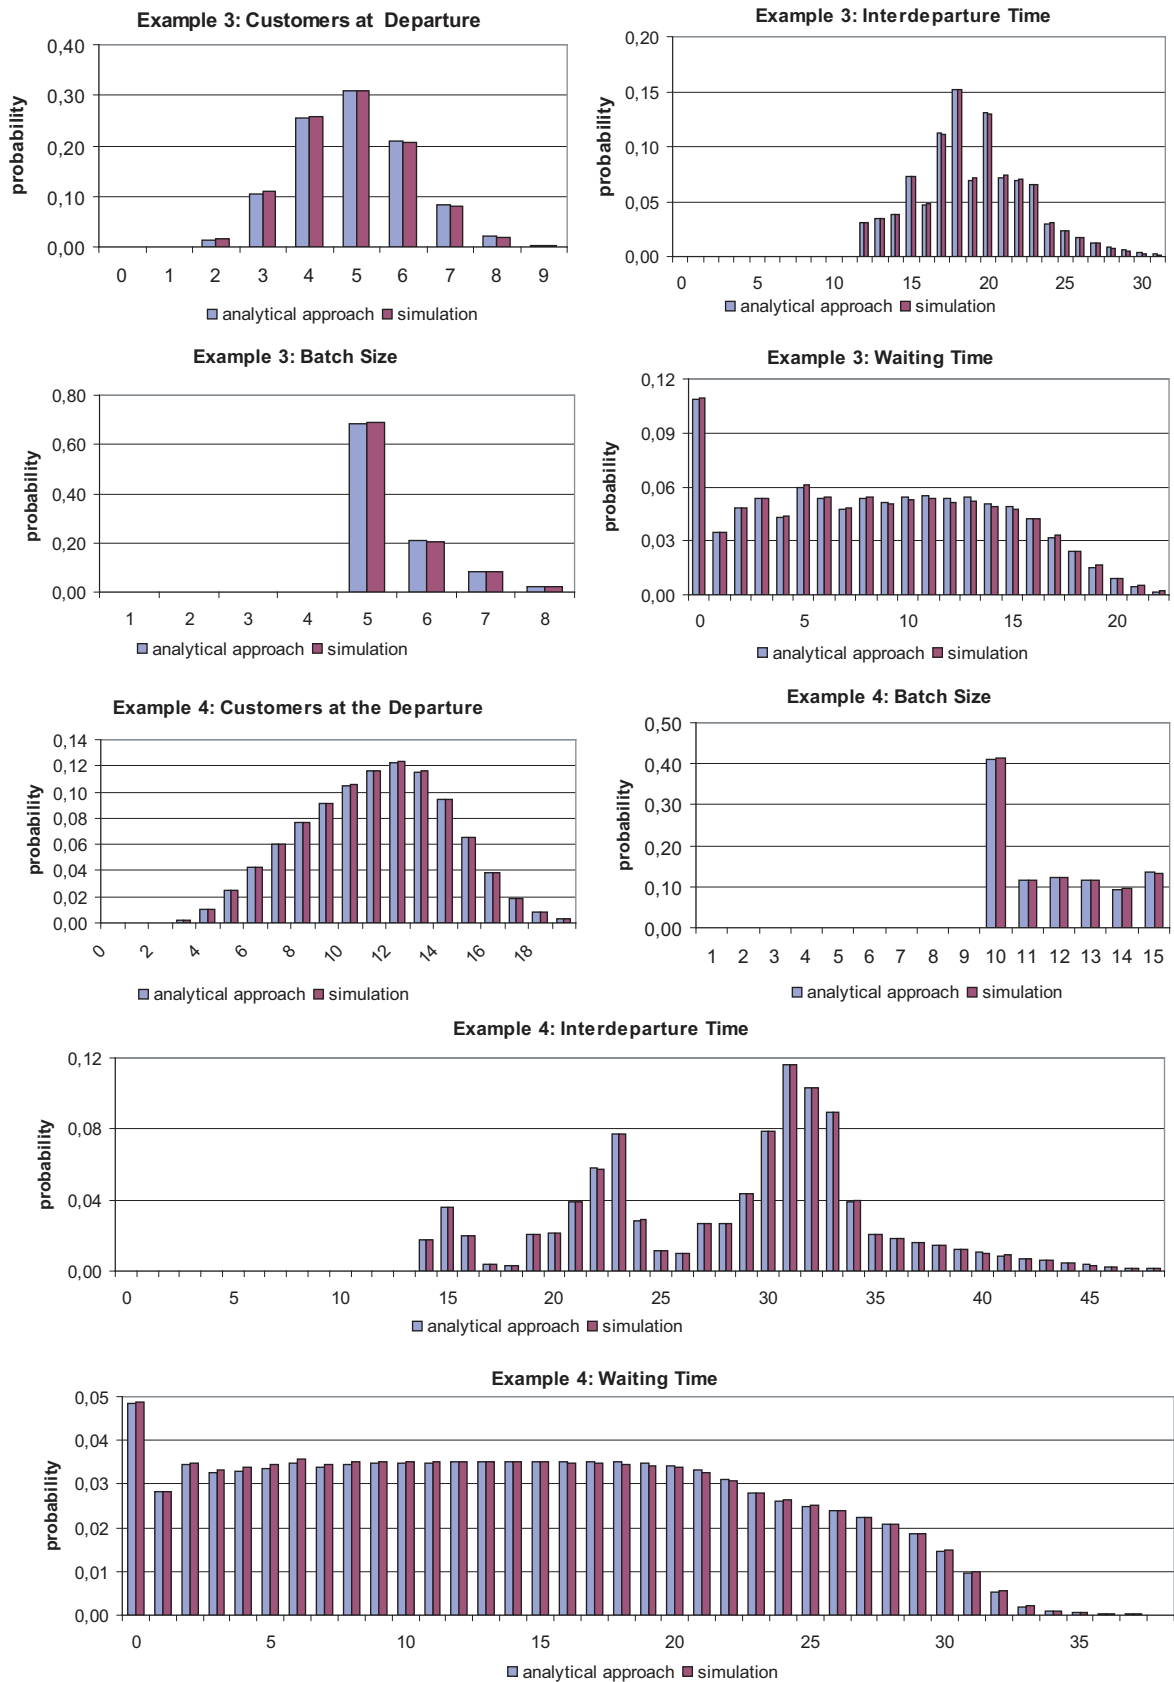 Example 3: Customers at Departure
probability
0,40
0,30
0,20
0,10
0,00
0 1 2 3 4 5 6 7 8 9
analytical approach simulation
Example 3: Interdeparture Time
probability
0,20
0,15
0,10
0,05
0,00
0 5 10 15 20 25 30
analytical approach simulation
Example 3: Batch Size
probability
0,80
0,60
0,40
0,20
0,00
1 2 3 4 5 6 7 8
analytical approach simulation
Example 3: Waiting Time
probability
0,12
0,09
0,06
0,03
0,00
0 5 10 15 20
analytical approach simulation
Example 4: Customers at the Departure
probability
0,14
0,12
0,10
0,08
0,06
0,04
0,02
0,00
0 2 4 6 8 10 12 14 16 18
analytical approach simulation
Example 4: Batch Size
probability
0,50
0,40
0,30
0,20
0,10
0,00
1 2 3 4 5 6 7 8 9 10 11 12 13 14 15
analytical approach simulation
Example 4: Interdeparture Time
probability
0,12
0,08
0,04
0,00
0 5 10 15 20 25 30 35 40 45
analytical approach simulation
Example 4: Waiting Time
probability
0,05
0,04
0,03
0,02
0,01
0,00
0 5 10 15 20 25 30 35
analytical approach simulation